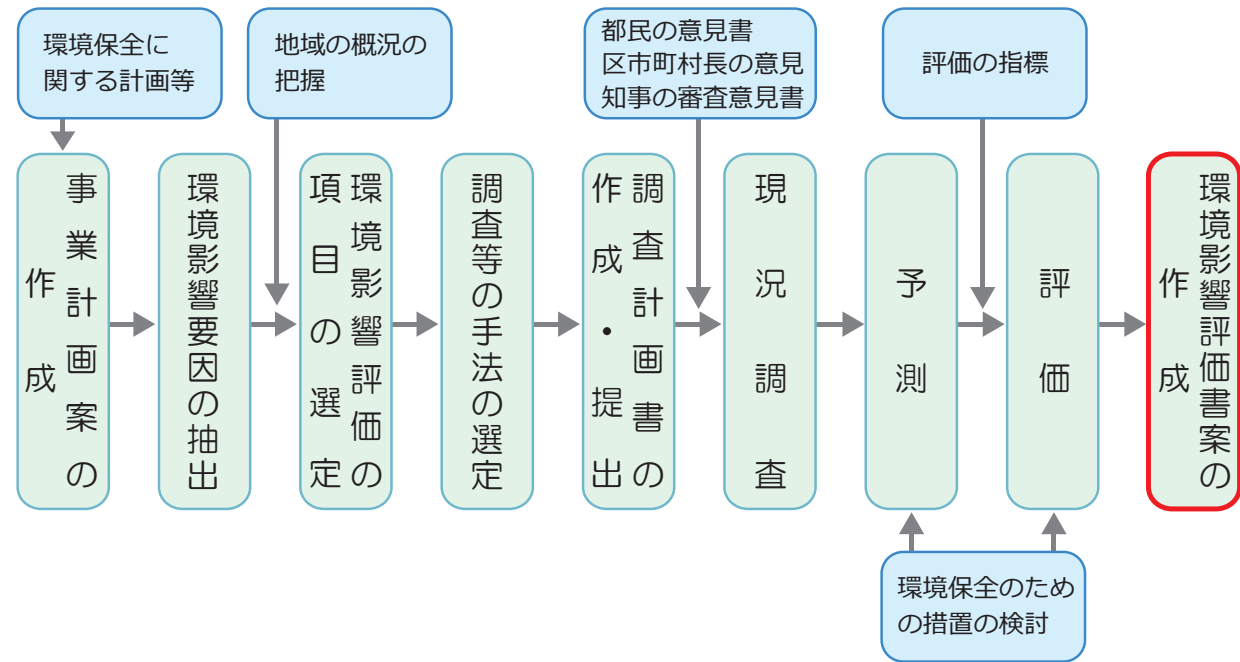 環境保全に
関する計画等
地域の概況の
把握
都民の意見書
区市町村長の意見
知事の審査意見書
評価の指標
事業計画案の
作成
環境影響要因の抽出
環境影響評価の
項目の選定
調査等の手法の選定
調査計画書の
作成・提出
現況調査
予測
評価
環境影響評価書案の
作成
環境保全のため
の措置の検討